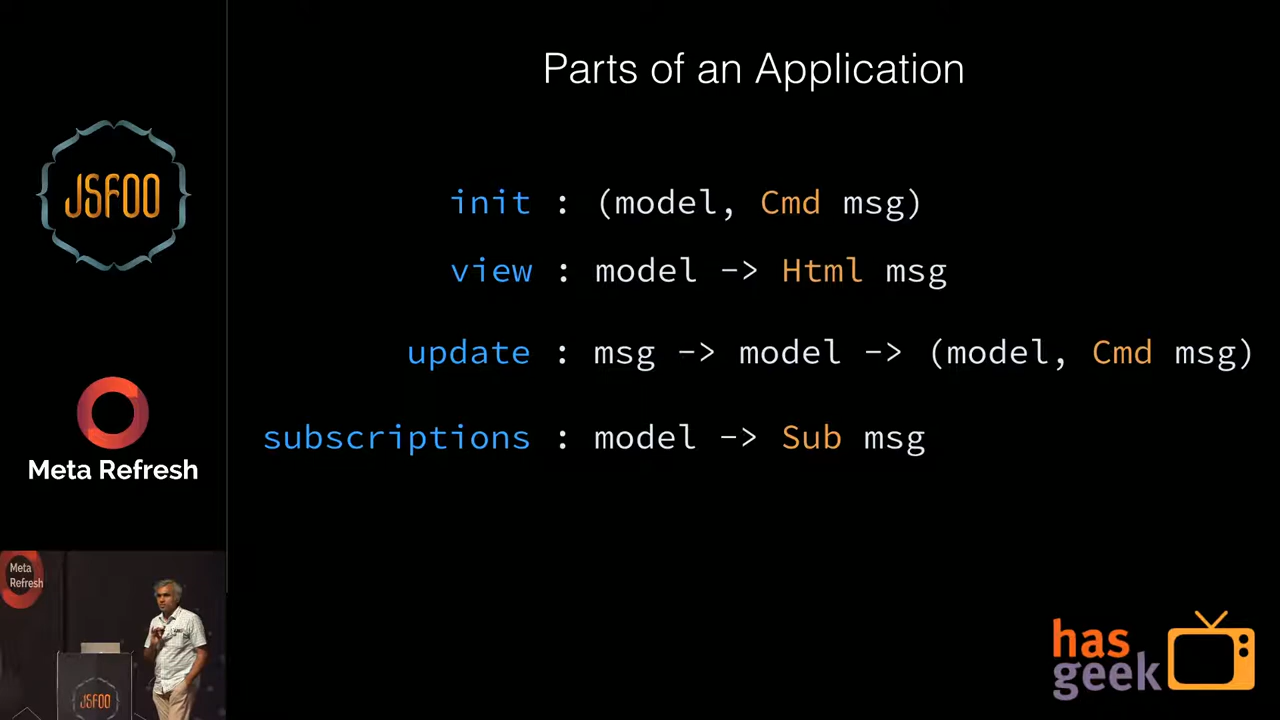 Parts of an Application
init : (model, Cmd msg)
view : model -> Html msg
update : msg -> model -> (model, Cmd msg)
subscriptions : model -> Sub msg
JSFOO
Meta Refresh
Meta
Refresh
JSFOO
has
geek